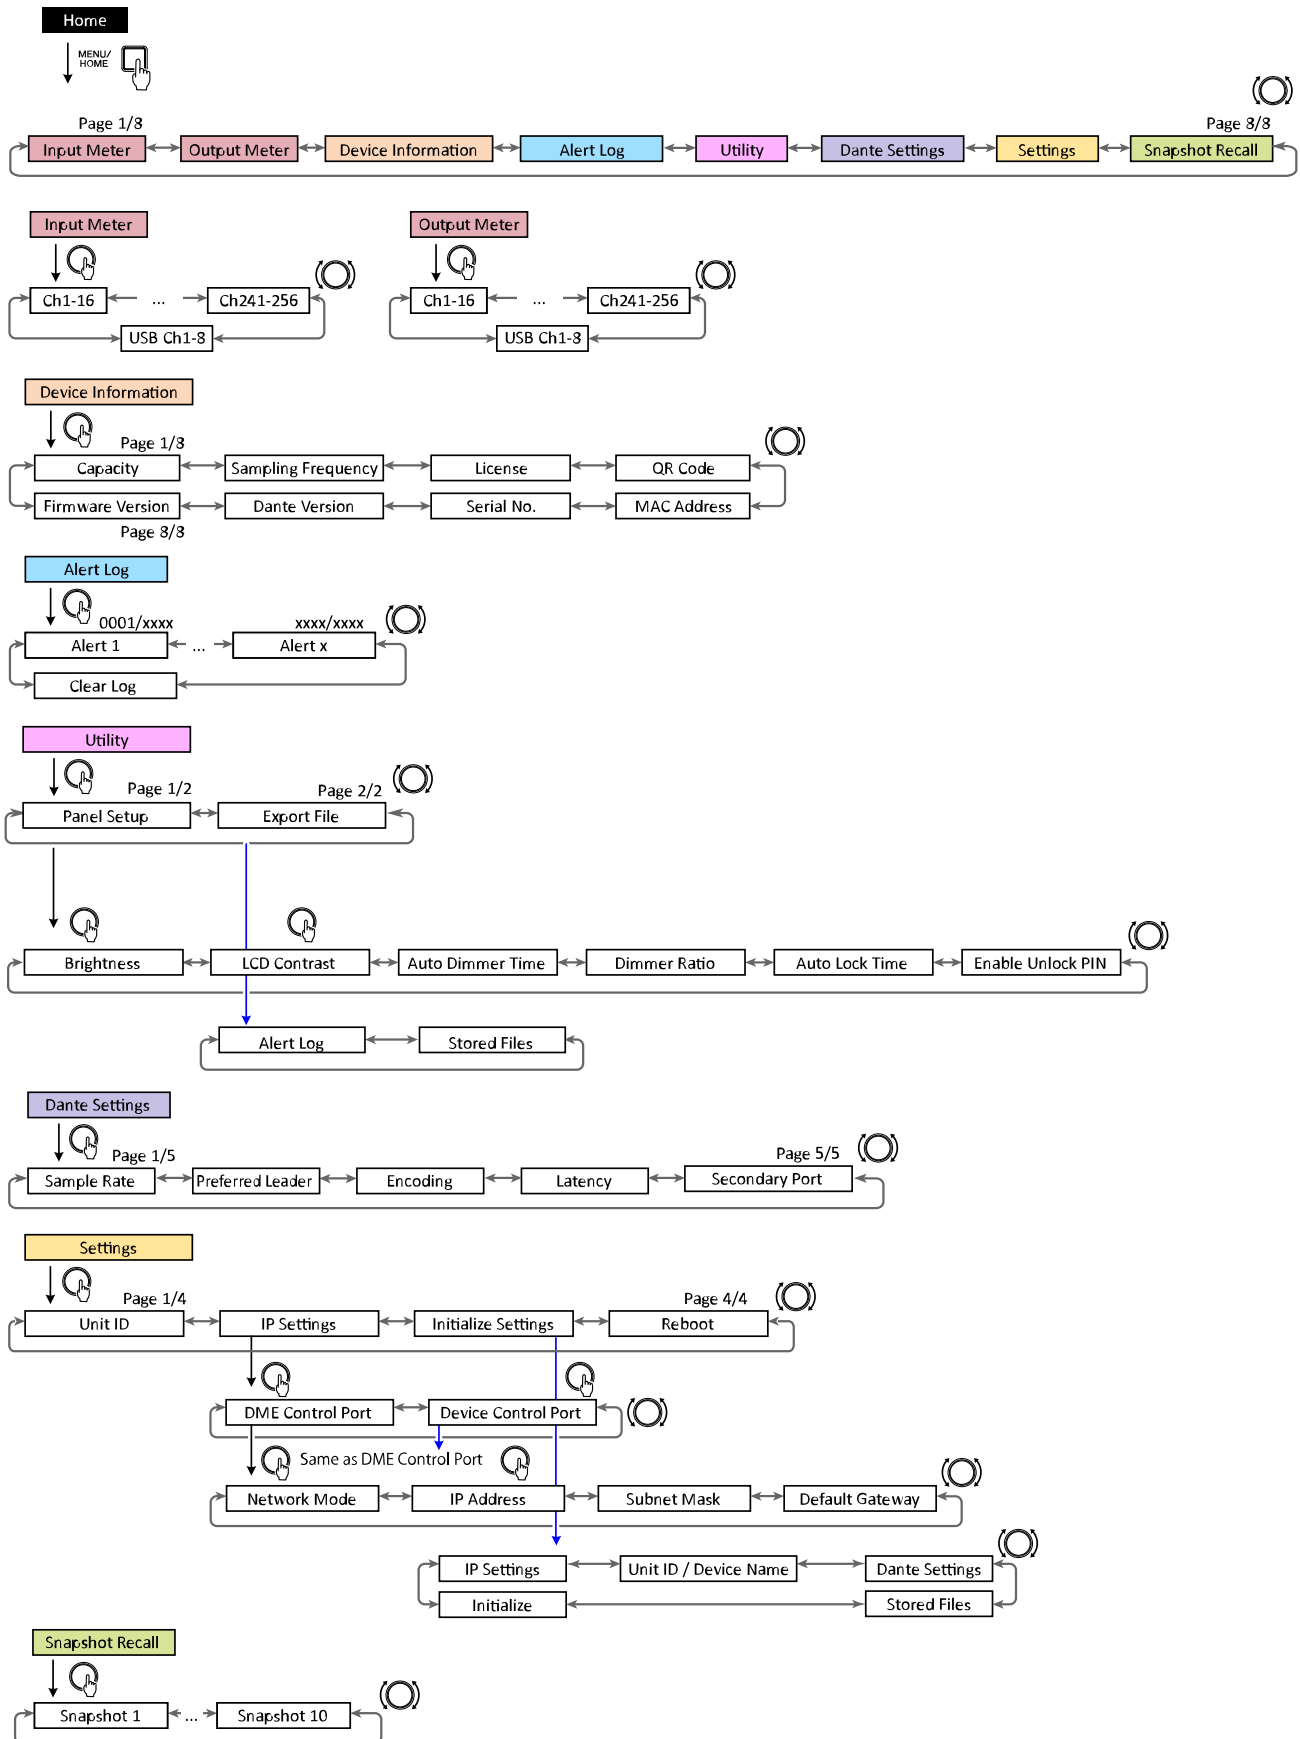 Home
MENU/
HOME
Page 1/8 Page 8/8
Input Meter Output Meter Device Information Alert Log Utility Dante Settings Settings Snapshot Recall
Input Meter Output Meter
Ch1-16 ... Ch241-256 Ch1-16 ... Ch241-256
USB Ch1-8 USB Ch1-8
Device Information
Page 1/8
Capacity Sampling Frequency License QR Code
Firmware Version Dante Version Serial No. MAC Address
Page 8/8
Alert Log
0001/xxxx xxxx/xxxx
Alert 1 ... Alert x
Clear Log
Utility
Page 1/2 Page 2/2
Panel Setup Export File
Brightness LCD Contrast Auto Dimmer Time Dimmer Ratio Auto Lock Time Enable Unlock PIN
Alert Log Stored Files
Dante Settings
Page 1/5 Page 5/5
Sample Rate Preferred Leader Encoding Latency Secondary Port
Settings
Page 1/4 Page 4/4
Unit ID IP Settings Initialize Settings Reboot
DME Control Port Device Control Port
Same as DME Control Port
Network Mode IP Address Subnet Mask Default Gateway
IP Settings Unit ID / Device Name Dante Settings
Initialize Stored Files
Snapshot Recall
Snapshot 1 ... Snapshot 10